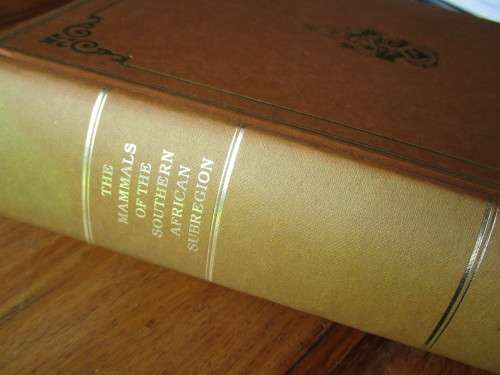 THE
MAMMALS
OF THE
SOUTHERN
AFRICAN
SUBREGION